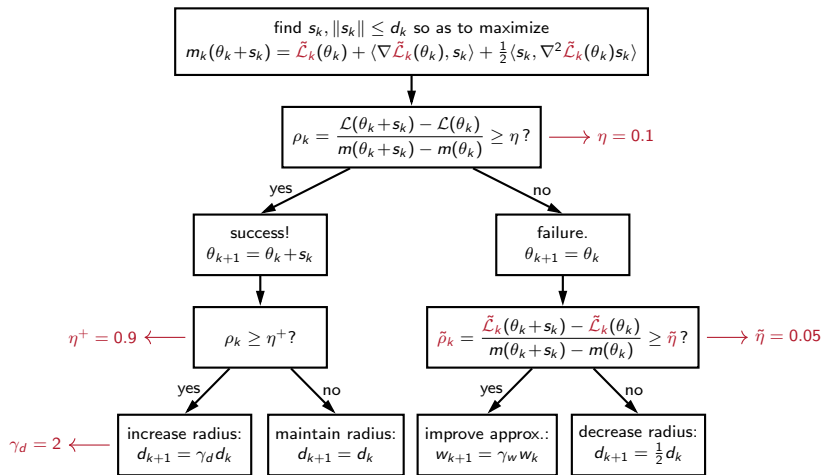 find s_k, ‖s_k‖ ≤ d_k so as to maximize
m_k(θ_k+s_k) = L̃_k(θ_k) + ⟨∇L̃_k(θ_k), s_k⟩ + ½⟨s_k, ∇²L̃_k(θ_k)s_k⟩
ρ_k = (L(θ_k+s_k) − L(θ_k)) / (m(θ_k+s_k) − m(θ_k)) ≥ η ? → η = 0.1
yes no
success! failure.
θ_{k+1} = θ_k+s_k θ_{k+1} = θ_k
η⁺ = 0.9 ← ρ_k ≥ η⁺?
ρ̃_k = (L̃_k(θ_k+s_k) − L̃_k(θ_k)) / (m(θ_k+s_k) − m(θ_k)) ≥ η̃ ? → η̃ = 0.05
yes no yes no
γ_d = 2 ←
increase radius:
d_{k+1} = γ_d d_k
maintain radius:
d_{k+1} = d_k
improve approx.:
w_{k+1} = γ_w w_k
decrease radius:
d_{k+1} = ½d_k